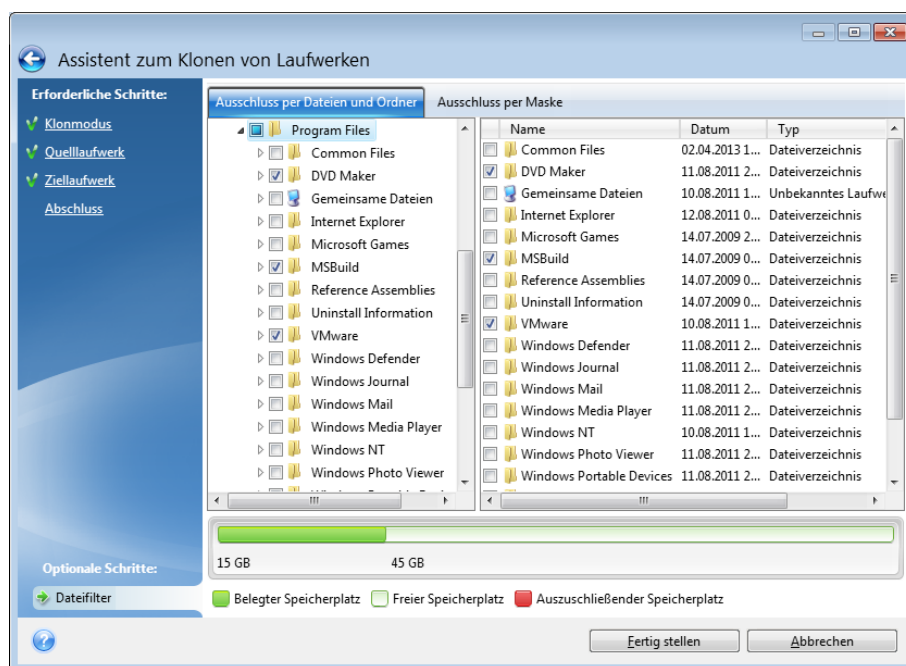 Assistent zum Klonen von Laufwerken
Erforderliche Schritte:
Klonmodus
Quelllaufwerk
Ziellaufwerk
Abschluss
Optionale Schritte:
Dateifilter
Ausschluss per Dateien und Ordner
Ausschluss per Maske
Program Files
Common Files
DVD Maker
Gemeinsame Dateien
Internet Explorer
Microsoft Games
MSBuild
Reference Assemblies
Uninstall Information
VMware
Windows Defender
Windows Journal
Windows Mail
Windows Media Player
Windows NT
Windows Photo Viewer
Name Datum Typ
Common Files 02.04.2013 1... Dateiverzeichnis
DVD Maker 11.08.2011 2... Dateiverzeichnis
Gemeinsame Dateien 10.08.2011 1... Unbekanntes Laufwe
Internet Explorer 12.08.2011 0... Dateiverzeichnis
Microsoft Games 14.07.2009 2... Dateiverzeichnis
MSBuild 14.07.2009 0... Dateiverzeichnis
Reference Assemblies 14.07.2009 0... Dateiverzeichnis
Uninstall Information 14.07.2009 0... Dateiverzeichnis
VMware 10.08.2011 1... Dateiverzeichnis
Windows Defender 11.08.2011 2... Dateiverzeichnis
Windows Journal 11.08.2011 2... Dateiverzeichnis
Windows Mail 11.08.2011 2... Dateiverzeichnis
Windows Media Player 11.08.2011 2... Dateiverzeichnis
Windows NT 10.08.2011 1... Dateiverzeichnis
Windows Photo Viewer 11.08.2011 2... Dateiverzeichnis
Windows Portable Devices 11.08.2011 2... Dateiverzeichnis
15 GB 45 GB
Belegter Speicherplatz Freier Speicherplatz Auszuschließender Speicherplatz
Fertig stellen Abbrechen